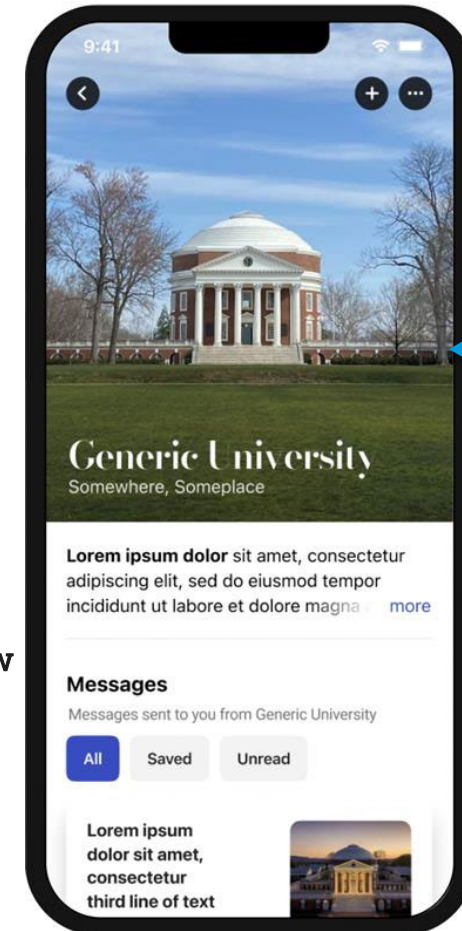 9:41
Generic University
Somewhere, Someplace
Lorem ipsum dolor sit amet, consectetur
adipiscing elit, sed do eiusmod tempor
incididunt ut labore et dolore magna more
w
Messages
Messages sent to you from Generic University
All Saved Unread
Lorem ipsum
dolor sit amet,
consectetur
third line of text